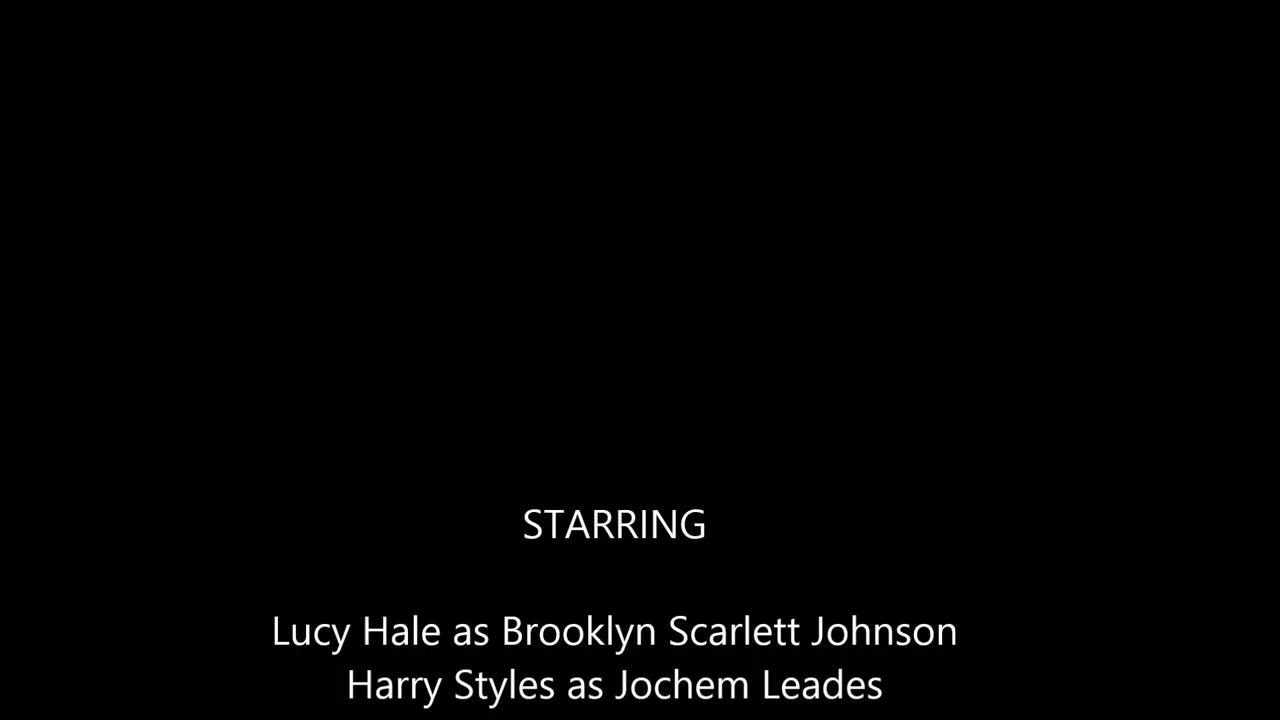 STARRING
Lucy Hale as Brooklyn Scarlett Johnson
Harry Styles as Jochem Leades